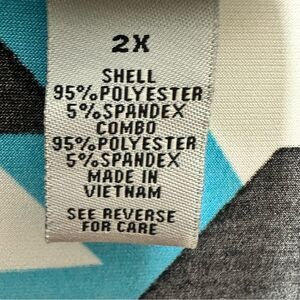 2X
SHELL
95%POLYESTER
5%SPANDEX
COMBO
95%POLYESTER
5%SPANDEX
MADE IN
VIETNAM
SEE REVERSE
FOR CARE